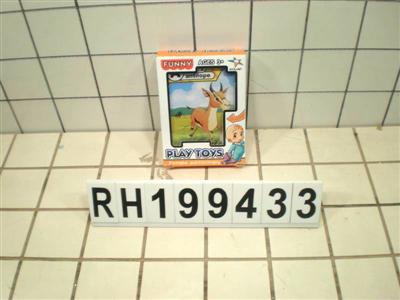 FUNNY AGES 3+
antelope
PLAY TOYS
RH199433